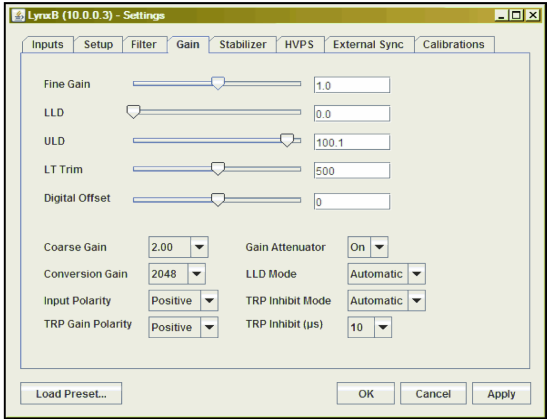 LynxB (10.0.0.3) - Settings
Inputs Setup Filter Gain Stabilizer HVPS External Sync Calibrations
Fine Gain 1.0
LLD 0.0
ULD 100.1
LT Trim 500
Digital Offset 0
Coarse Gain 2.00 Gain Attenuator On
Conversion Gain 2048 LLD Mode Automatic
Input Polarity Positive TRP Inhibit Mode Automatic
TRP Gain Polarity Positive TRP Inhibit (µs) 10
Load Preset... OK Cancel Apply